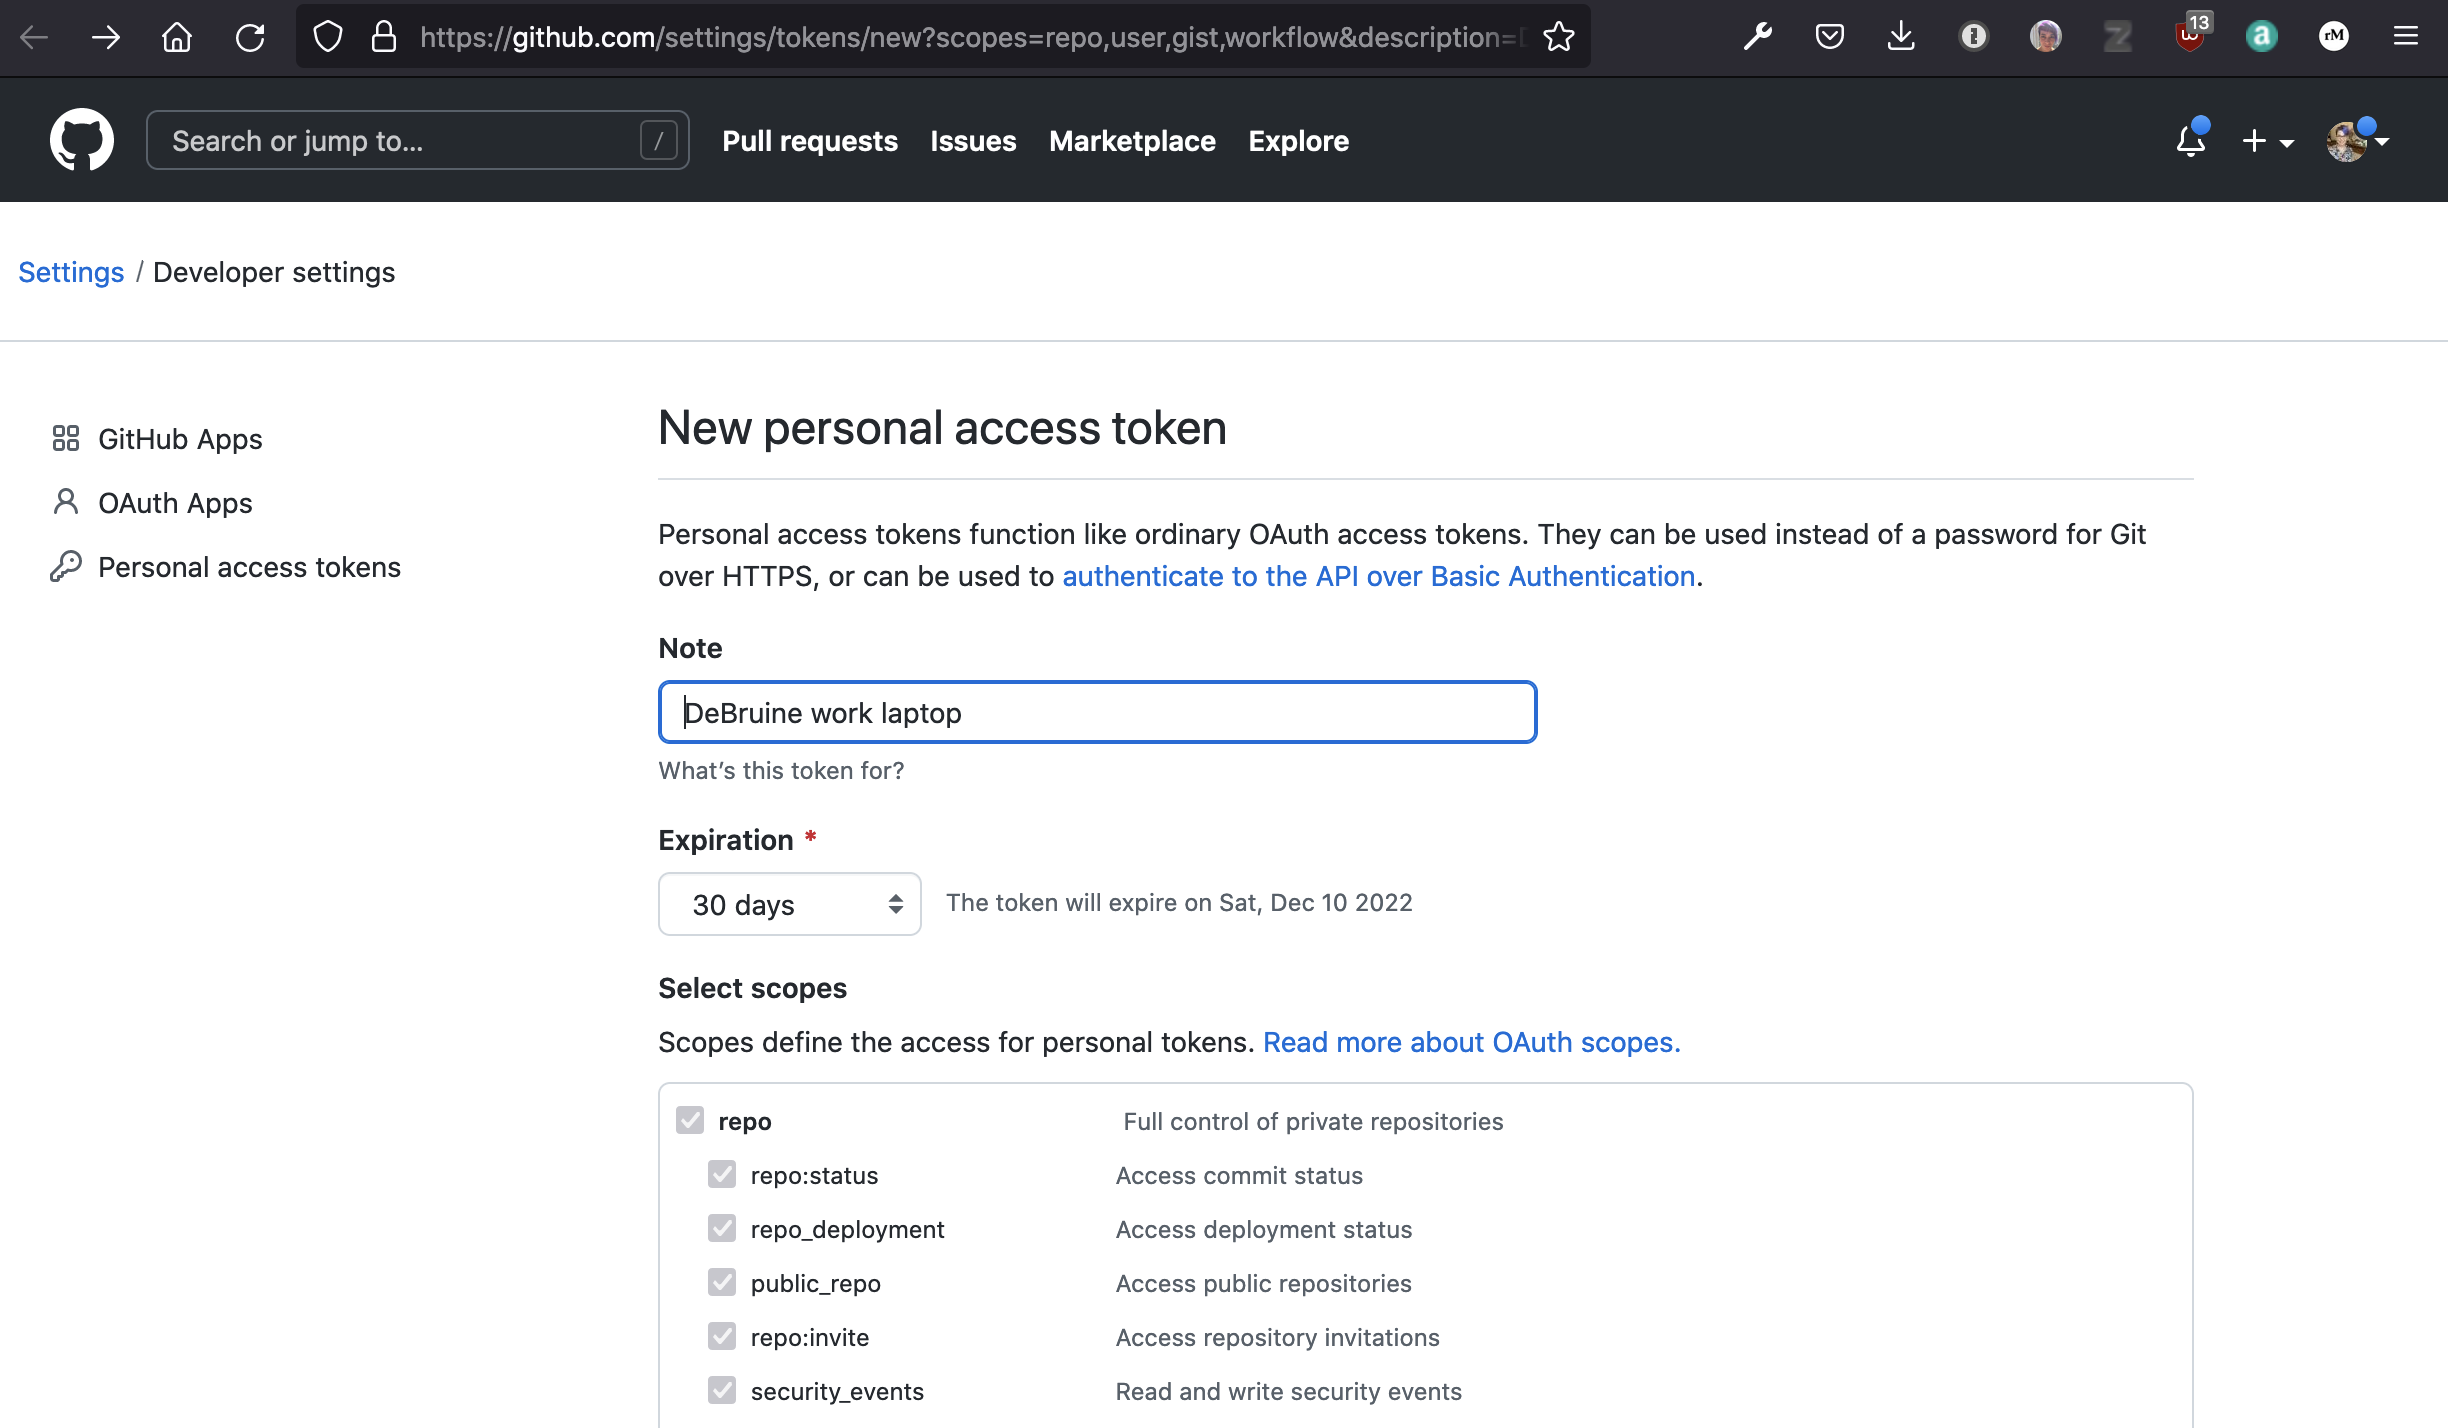 https://github.com/settings/tokens/new?scopes=repo,user,gist,workflow&description=
13
a
rM
Search or jump to...
/
Pull requests
Issues
Marketplace
Explore
Settings / Developer settings
GitHub Apps
OAuth Apps
Personal access tokens
New personal access token
Personal access tokens function like ordinary OAuth access tokens. They can be used instead of a password for Git
over HTTPS, or can be used to authenticate to the API over Basic Authentication.
Note
DeBruine work laptop
What's this token for?
Expiration *
30 days
The token will expire on Sat, Dec 10 2022
Select scopes
Scopes define the access for personal tokens. Read more about OAuth scopes.
repo Full control of private repositories
repo:status Access commit status
repo_deployment Access deployment status
public_repo Access public repositories
repo:invite Access repository invitations
security_events Read and write security events